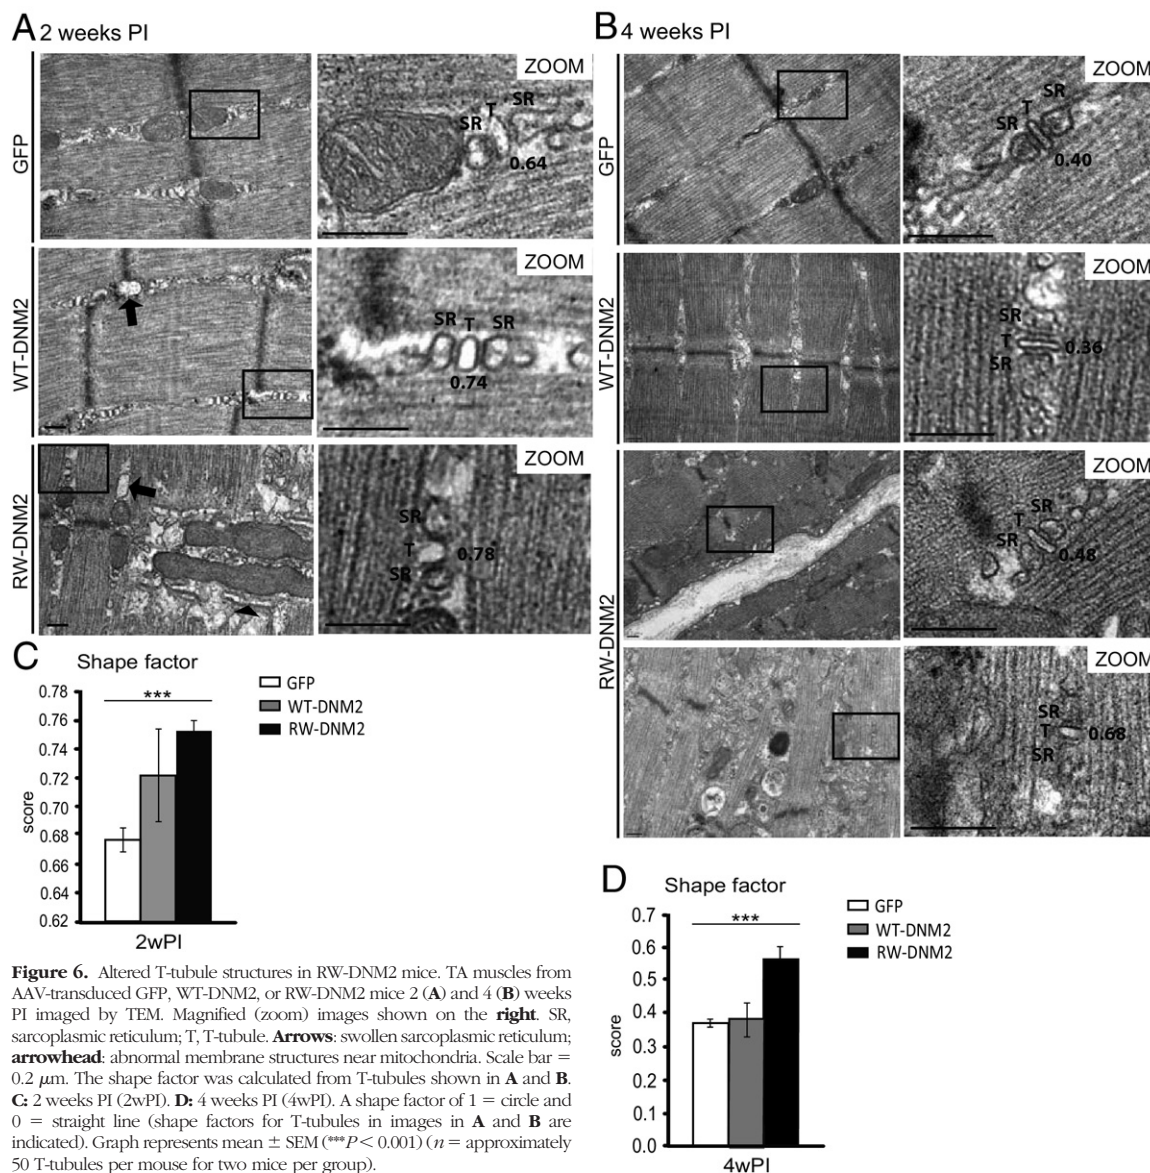 A 2 weeks PI
GFP
ZOOM
SR
T
SR
0.64
WT-DNM2
ZOOM
SR
T
SR
0.74
RW-DNM2
ZOOM
SR
T
0.78
SR
B 4 weeks PI
GFP
ZOOM
SR
T
SR
0.40
WT-DNM2
ZOOM
SR
T
0.36
SR
RW-DNM2
ZOOM
T
SR
SR
0.48
ZOOM
SR
T
0.68
SR
C
Shape factor
0.78
0.76
0.74
0.72
0.70
0.68
0.66
0.64
0.62
score
***
2wPI
GFP
WT-DNM2
RW-DNM2
D
Shape factor
0.7
0.6
0.5
0.4
0.3
0.2
0.1
0.0
score
***
4wPI
GFP
WT-DNM2
RW-DNM2
Figure 6. Altered T-tubule structures in RW-DNM2 mice. TA muscles from
AAV-transduced GFP, WT-DNM2, or RW-DNM2 mice 2 (A) and 4 (B) weeks
PI imaged by TEM. Magnified (zoom) images shown on the right. SR,
sarcoplasmic reticulum; T, T-tubule. Arrows: swollen sarcoplasmic reticulum;
arrowhead: abnormal membrane structures near mitochondria. Scale bar =
0.2 μm. The shape factor was calculated from T-tubules shown in A and B.
C: 2 weeks PI (2wPI). D: 4 weeks PI (4wPI). A shape factor of 1 = circle and
0 = straight line (shape factors for T-tubules in images in A and B are
indicated). Graph represents mean ± SEM (***P < 0.001) (n = approximately
50 T-tubules per mouse for two mice per group).